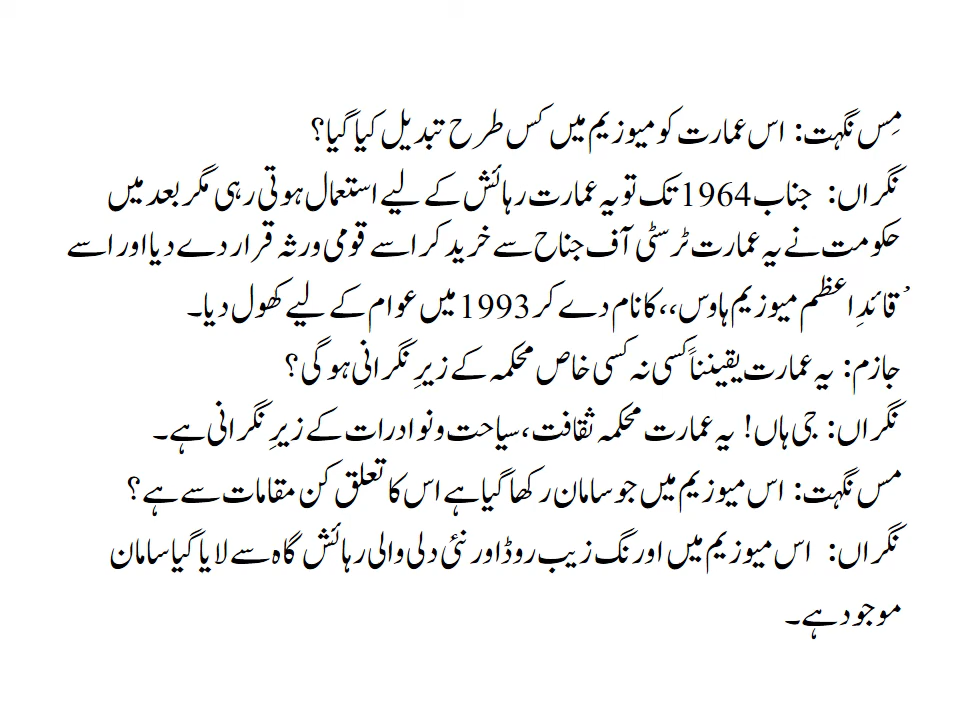 مِس نگہت: اس عمارت کو میوزیم میں کس طرح تبدیل کیا گیا؟
نگراں: جناب 1964 تک تو یہ عمارت رہائش کے لیے استعمال ہوتی رہی مگر بعد میں
حکومت نے یہ عمارت ٹرسٹی آف جناح سے خرید کر اسے قومی ورثہ قرار دے دیا اور اسے
’قائدِاعظم میوزیم ہاوس،،کا نام دے کر 1993 میں عوام کے لیے کھول دیا۔
جازم: یہ عمارت یقینناً کسی نہ کسی خاص محکمہ کے زیرِ نگرانی ہوگی؟
نگراں: جی ہاں! یہ عمارت محکمہ ثقافت،سیاحت و نوادرات کے زیرِ نگرانی ہے۔
مس نگہت: اس میوزیم میں جو سامان رکھا گیا ہے اس کا تعلق کن مقامات سے ہے؟
نگراں: اس میوزیم میں اورنگ زیب روڈ اور نئی دلی والی رہائش گاہ سے لایا گیا سامان
موجود ہے۔